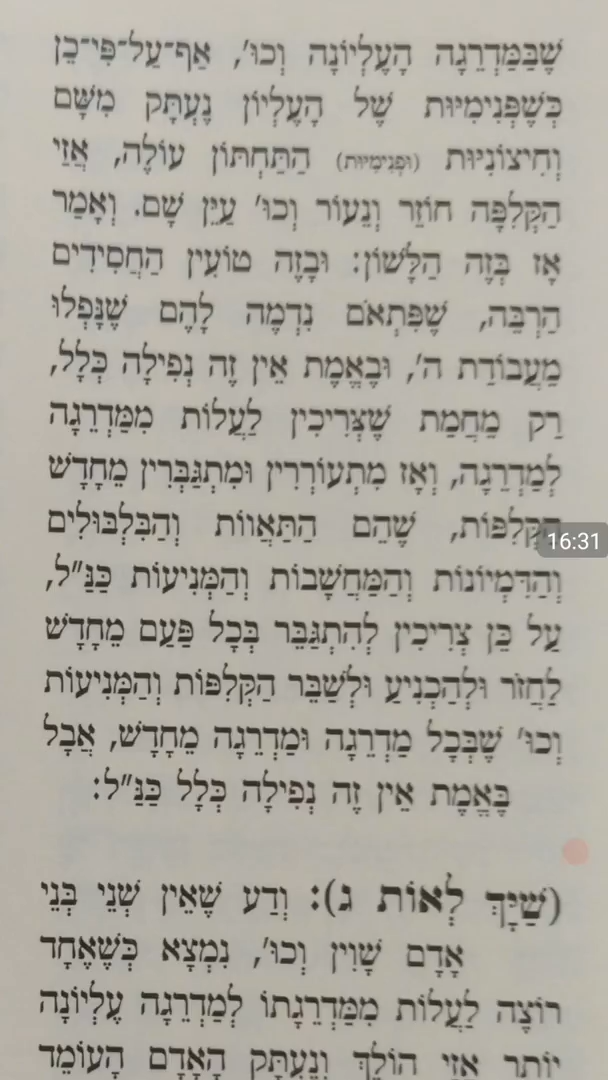 שֶׁבַּמַּדְרֵגָה הָעֶלְיוֹנָה וְכוּ', אַף־עַל־פִּי־כֵן
כְּשֶׁפְּנִימִיּוּת שֶׁל הָעֶלְיוֹן נֶעְתָּק מִשָּׁם
וְחִיצוֹנִיּוּת (וּפְנִימִיּוּת) הַתַּחְתּוֹן עוֹלֶה, אֲזַי
הַקְּלִפָּה חוֹזֵר וְנֵעוֹר וְכוּ' עַיֵּן שָׁם. וְאָמַר
אָז בְּזֶה הַלָּשׁוֹן: וּבָזֶה טוֹעִין הַחֲסִידִים
הַרְבֵּה, שֶׁפִּתְאֹם נִדְמֶה לָהֶם שֶׁנָּפְלוּ
מֵעֲבוֹדַת ה', וּבֶאֱמֶת אֵין זֶה נְפִילָה כְּלָל,
רַק מֵחֲמַת שֶׁצְּרִיכִין לַעֲלוֹת מִמַּדְרֵגָה
לְמַדְרֵגָה, וְאָז מִתְעוֹרְרִין וּמִתְגַּבְּרִין מֵחָדָשׁ
הַקְּלִפּוֹת, שֶׁהֵם הַתַּאֲווֹת וְהַבִּלְבּוּלִים
16:31
וְהַדִּמְיוֹנוֹת וְהַמַּחֲשָׁבוֹת וְהַמְּנִיעוֹת כַּנַּ"ל,
עַל כֵּן צְרִיכִין לְהִתְגַּבֵּר בְּכָל פַּעַם מֵחָדָשׁ
לַחֲזֹר וּלְהַכְנִיעַ וּלְשַׁבֵּר הַקְּלִפּוֹת וְהַמְּנִיעוֹת
וְכוּ' שֶׁבְּכָל מַדְרֵגָה וּמַדְרֵגָה מֵחָדָשׁ, אֲבָל
בֶּאֱמֶת אֵין זֶה נְפִילָה כְּלָל כַּנַּ"ל:
(שַׁיָּךְ לְאוֹת ג): וְדַע שֶׁאֵין שְׁנֵי בְּנֵי
אָדָם שָׁוִין וְכוּ', נִמְצָא כְּשֶׁאֶחָד
רוֹצֶה לַעֲלוֹת מִמַּדְרֵגָתוֹ לְמַדְרֵגָה עֶלְיוֹנָה
יוֹתֵר אֲזַי הוֹלֵךְ וְנֶעְתָּק הָאָדָם הָעוֹמֵד